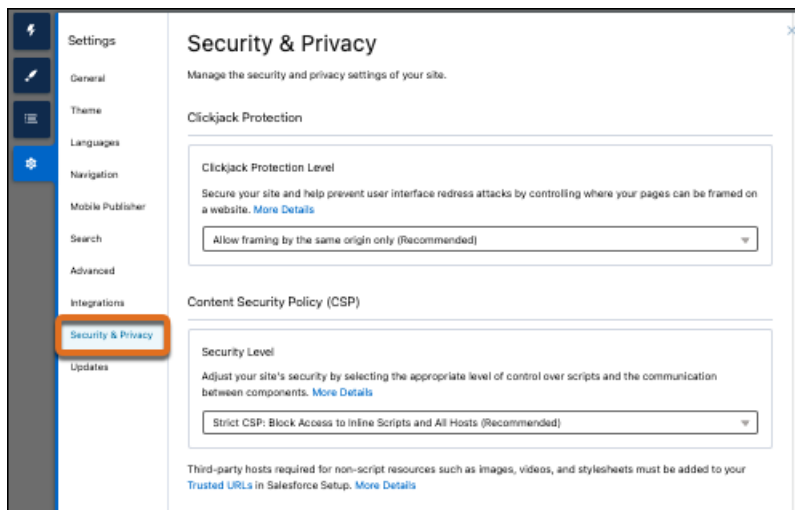 Settings
General
Theme
Languages
Navigation
Mobile Publisher
Search
Advanced
Integrations
Security & Privacy
Updates
Security & Privacy
Manage the security and privacy settings of your site.
Clickjack Protection
Clickjack Protection Level
Secure your site and help prevent user interface redress attacks by controlling where your pages can be framed on
a website. More Details
Allow framing by the same origin only (Recommended)
Content Security Policy (CSP)
Security Level
Adjust your site's security by selecting the appropriate level of control over scripts and the communication
between components. More Details
Strict CSP: Block Access to Inline Scripts and All Hosts (Recommended)
Third-party hosts required for non-script resources such as images, videos, and stylesheets must be added to your
Trusted URLs in Salesforce Setup. More Details